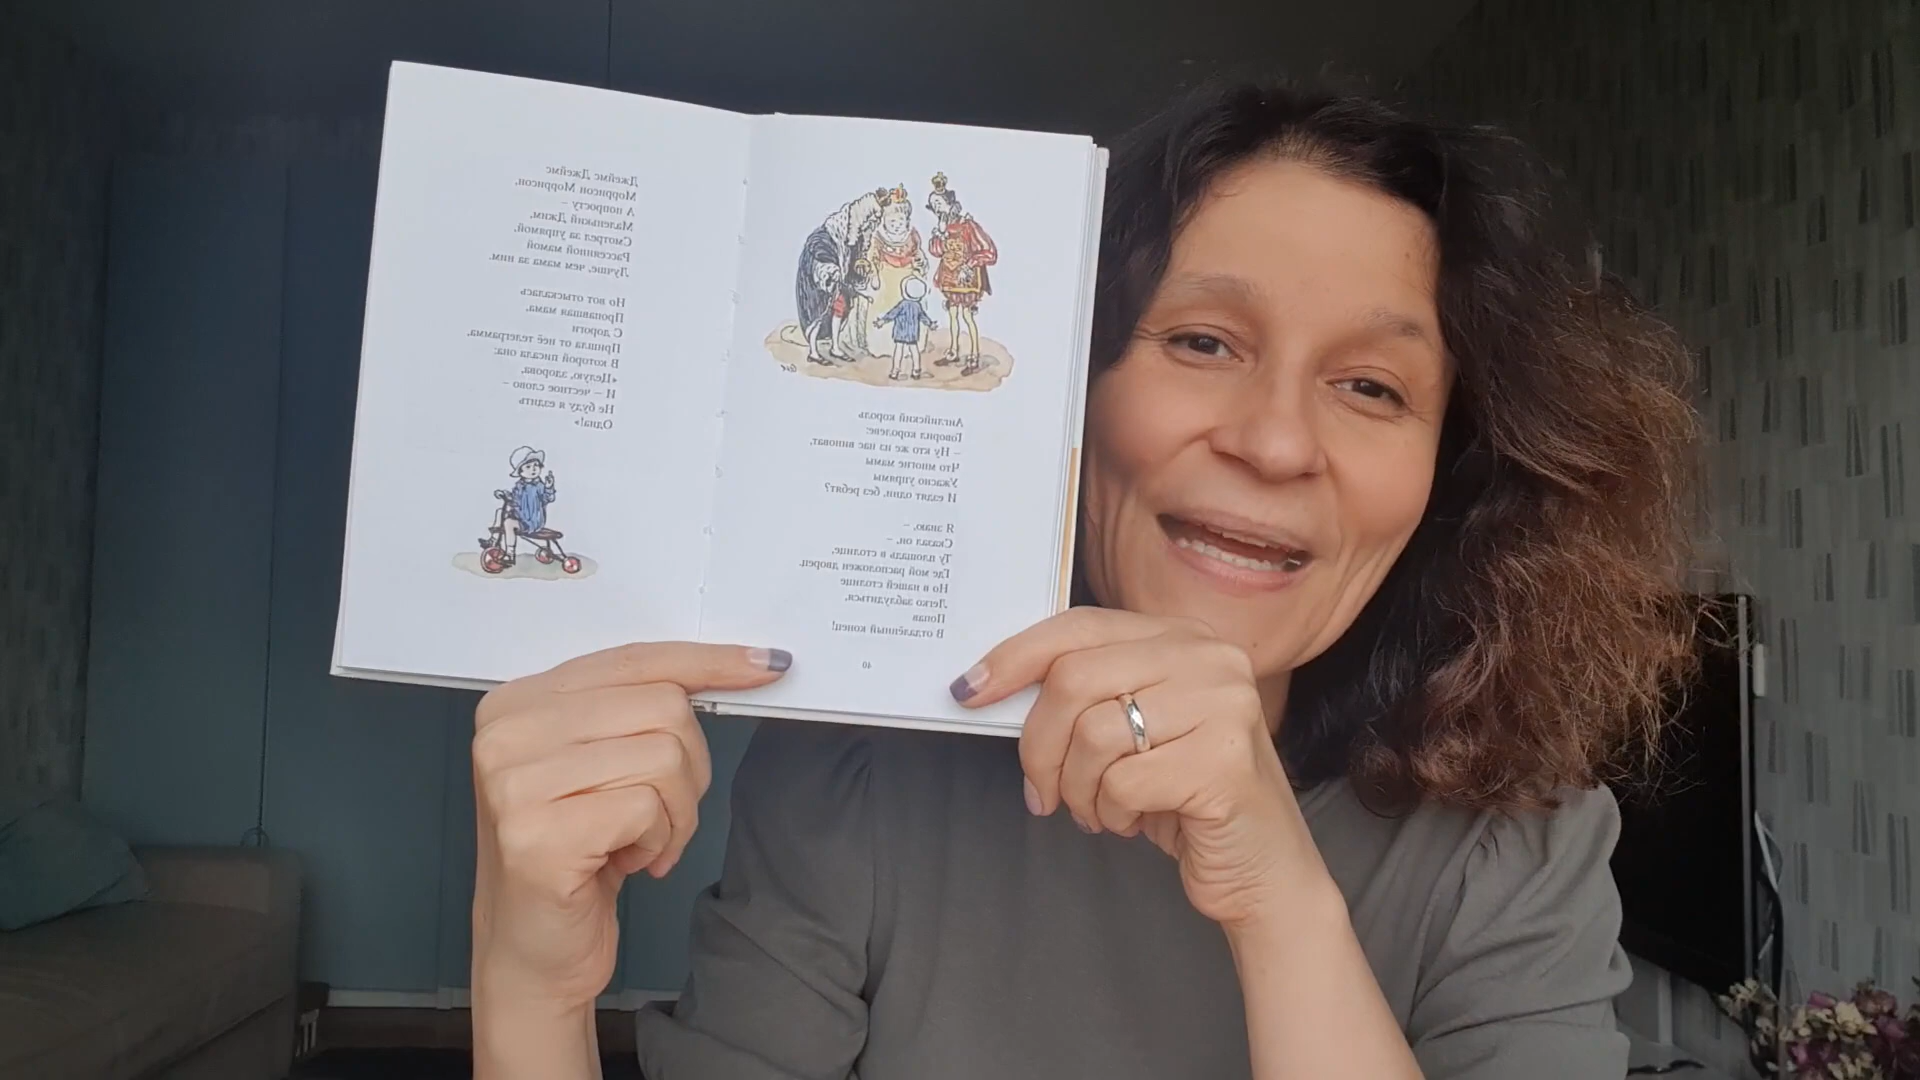 Английский король
Говорил королеве:
– Ну кто же из нас виноват,
Что многие мамы
Ужасно упрямы
И ездят одни, без ребят?
Я знаю, –
Сказал он, –
Ту площадь в столице,
Где мой расположен дворец.
Но в нашей столице
Легко заблудиться,
Попав
В отдалённый конец!
40
Джеймс Джеймс
Моррисон Моррисон,
А попросту –
Маленький Джим,
Смотрел за упрямой,
Рассеянной мамой
Лучше, чем мама за ним.
Но вот отыскалась
Пропавшая мама,
С дороги
Пришла от неё телеграмма,
В которой писала она:
«Целую, здорова,
И – честное слово –
Не буду я ездить
Одна!»